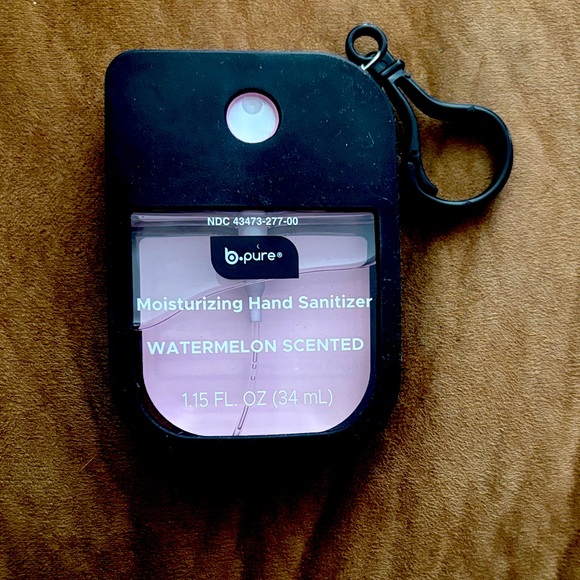 NDC 43473-277-00
b.pure®
Moisturizing Hand Sanitizer
WATERMELON SCENTED
1.15 FL. OZ (34 mL)